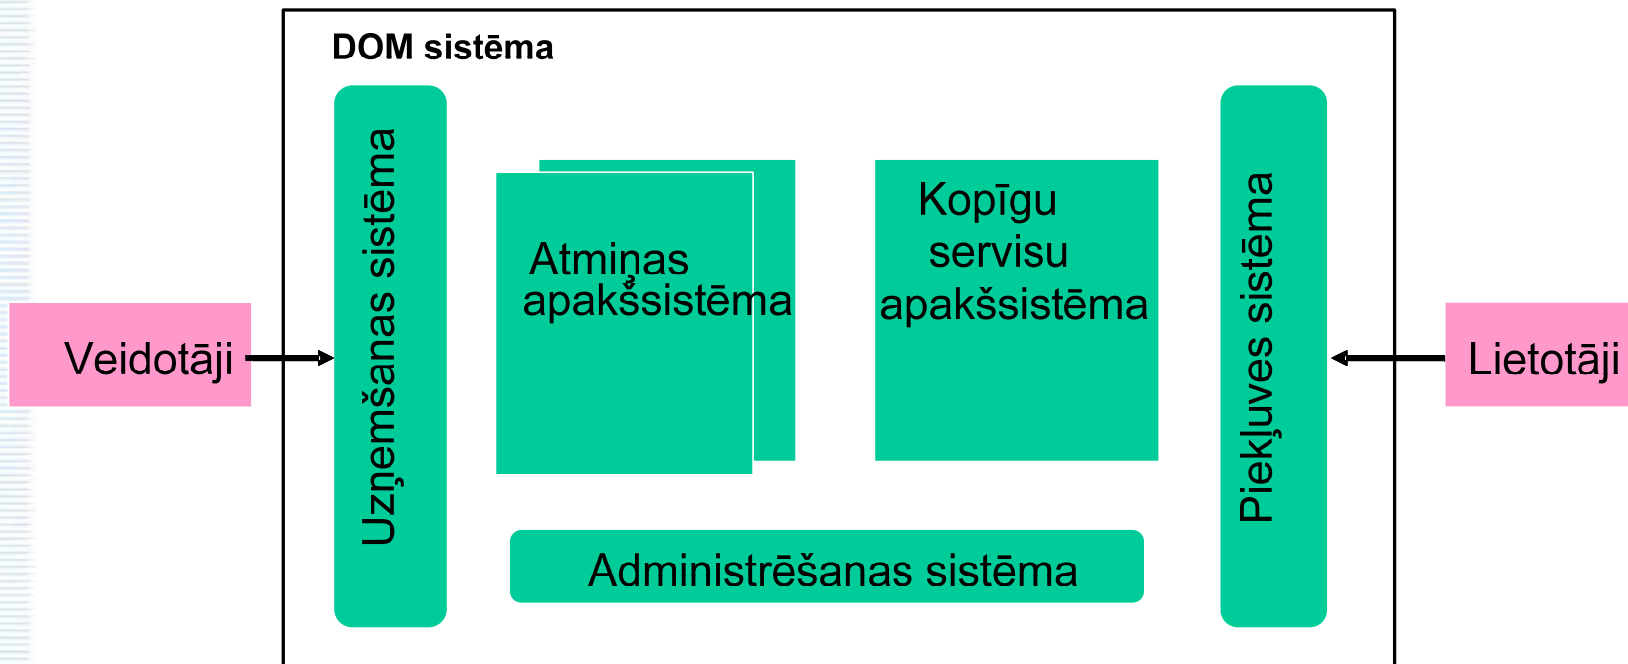 DOM sistēma
Uzņemšanas sistēma
Atmiņas
apakšsistēma
Kopīgu
servisu
apakšsistēma
Piekļuves sistēma
Veidotāji
Lietotāji
Administrēšanas sistēma